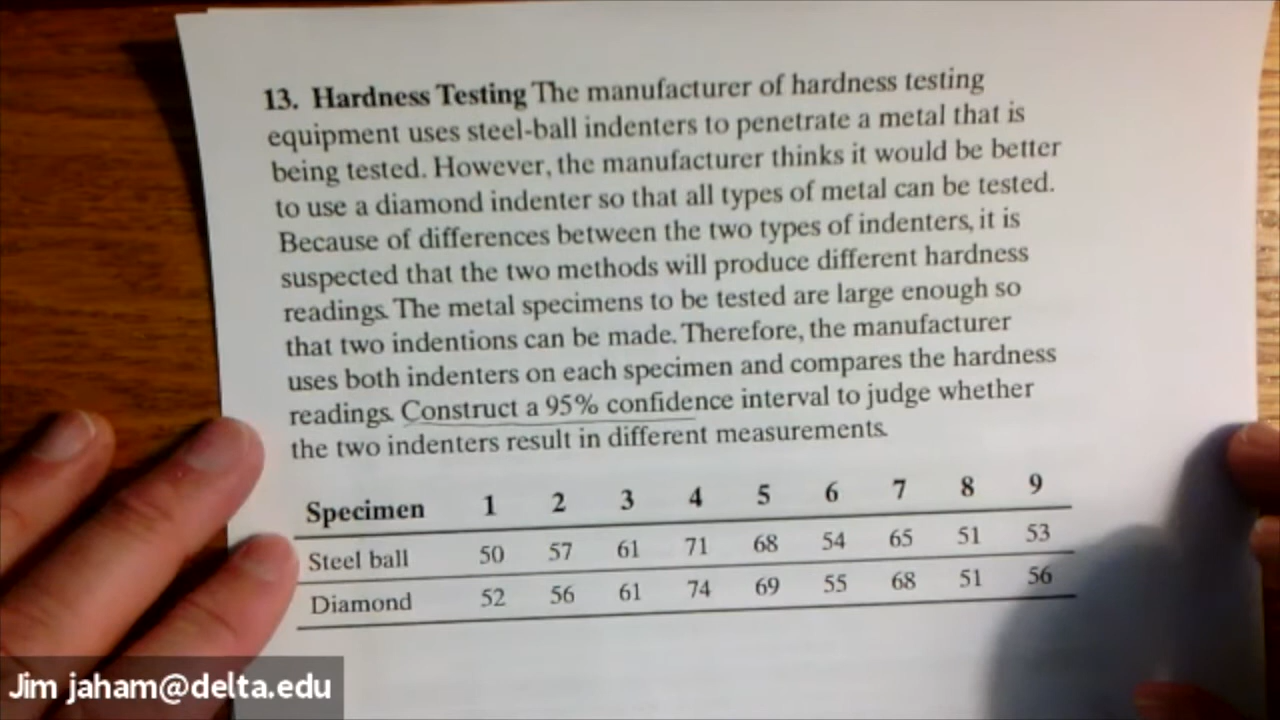 13. Hardness Testing The manufacturer of hardness testing
equipment uses steel-ball indenters to penetrate a metal that is
being tested. However, the manufacturer thinks it would be better
to use a diamond indenter so that all types of metal can be tested.
Because of differences between the two types of indenters, it is
suspected that the two methods will produce different hardness
readings. The metal specimens to be tested are large enough so
that two indentions can be made. Therefore, the manufacturer
uses both indenters on each specimen and compares the hardness
readings. Construct a 95% confidence interval to judge whether
the two indenters result in different measurements.
Specimen 1 2 3 4 5 6 7 8 9
Steel ball 50 57 61 71 68 54 65 51 53
Diamond 52 56 61 74 69 55 68 51 56
Jim jaham@delta.edu